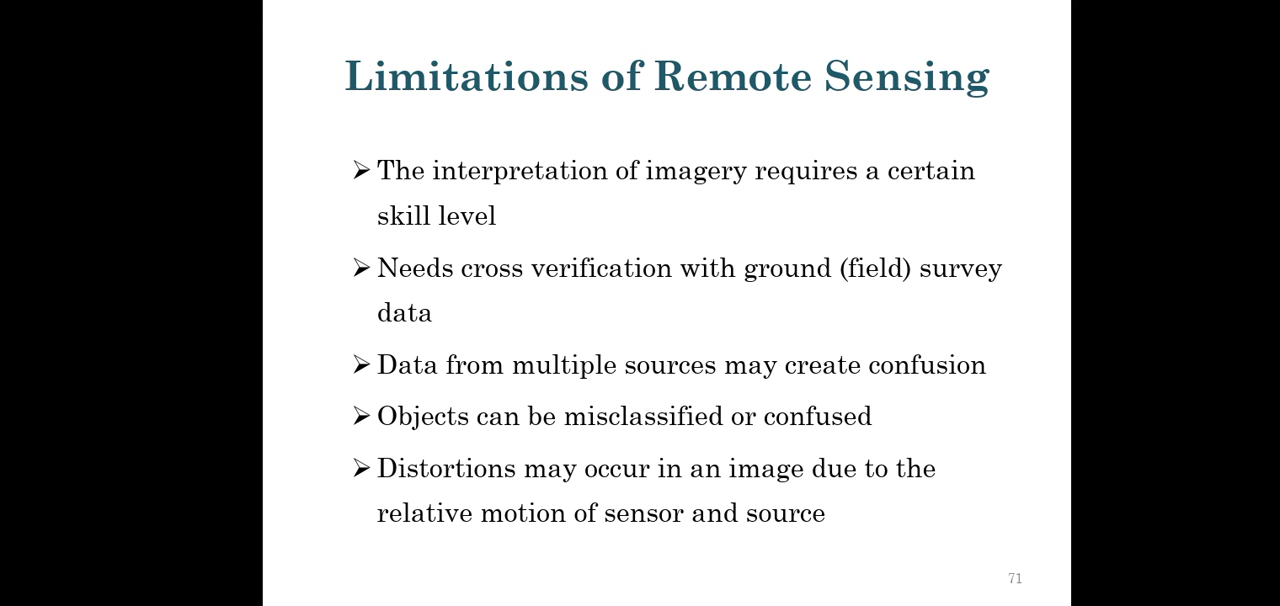 Limitations of Remote Sensing
➢ The interpretation of imagery requires a certain
skill level
➢ Needs cross verification with ground (field) survey
data
➢ Data from multiple sources may create confusion
➢ Objects can be misclassified or confused
➢ Distortions may occur in an image due to the
relative motion of sensor and source
71